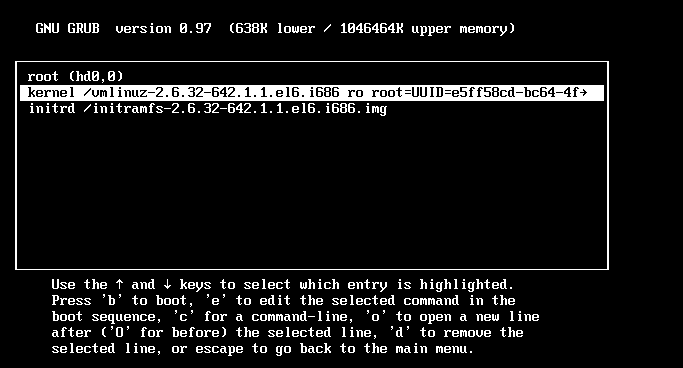 GNU GRUB  version 0.97  (638K lower / 1046464K upper memory)
root (hd0,0)
kernel /vmlinuz-2.6.32-642.1.1.el6.i686 ro root=UUID=e5ff58cd-bc64-4f→
initrd /initramfs-2.6.32-642.1.1.el6.i686.img
Use the ↑ and ↓ keys to select which entry is highlighted.
Press 'b' to boot, 'e' to edit the selected command in the
boot sequence, 'c' for a command-line, 'o' to open a new line
after ('O' for before) the selected line, 'd' to remove the
selected line, or escape to go back to the main menu.